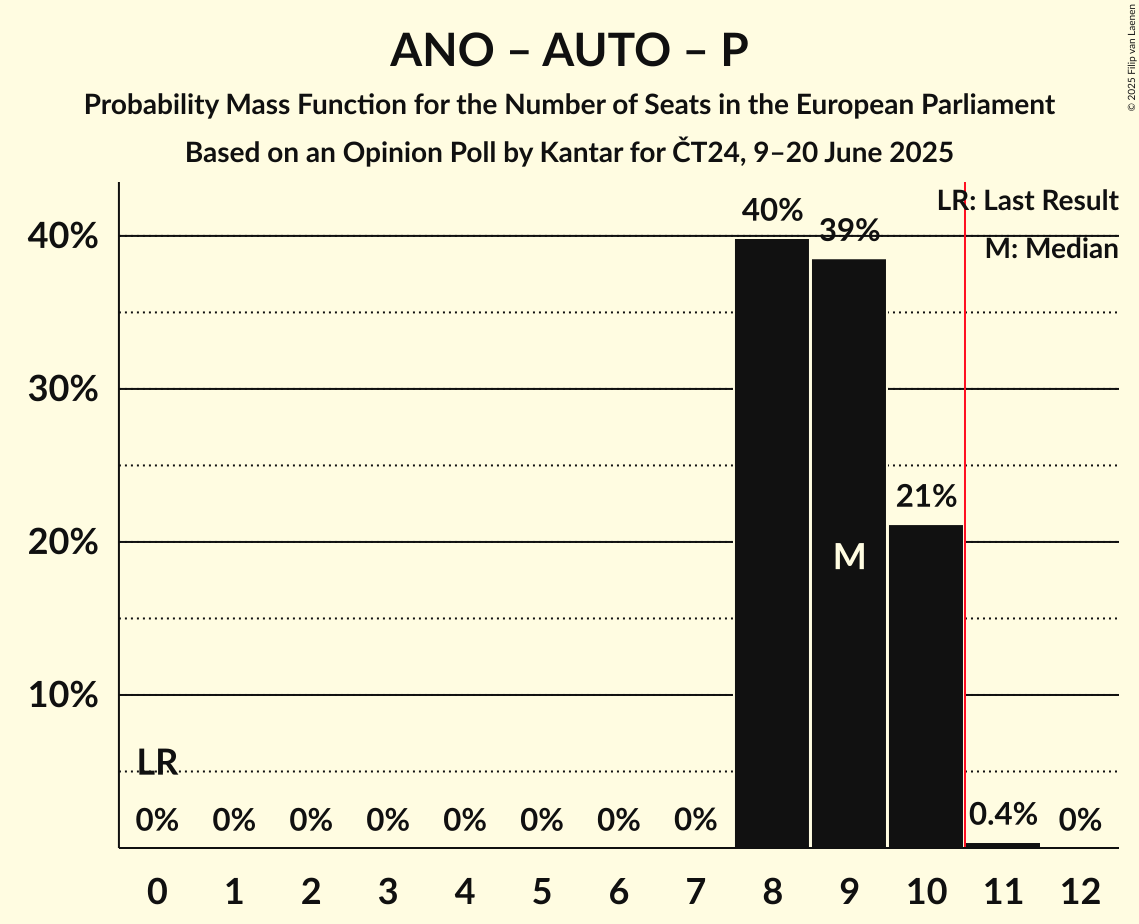 ANO – AUTO – P
Probability Mass Function for the Number of Seats in the European Parliament
Based on an Opinion Poll by Kantar for ČT24, 9–20 June 2025
© 2025 Filip van Laenen
LR: Last Result
M: Median
40%
30%
20%
10%
40%
39%
21%
M
LR
0%
0%
0%
0%
0%
0%
0%
0%
0.4%
0%
0 1 2 3 4 5 6 7 8 9 10 11 12